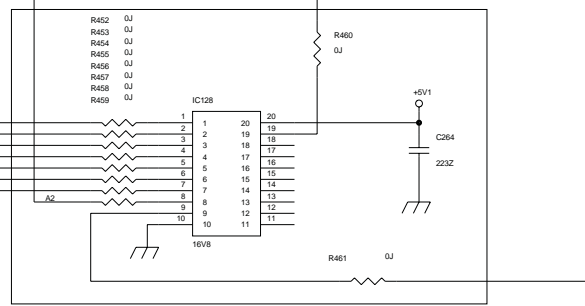 R452 0J
R453 0J
R454 0J
R455 0J
R456 0J
R457 0J
R458 0J
R459 0J
R460
0J
+5V1
IC128
C264
223Z
1 1 20 20
2 2 19 19
3 3 18 18
4 4 17 17
5 5 16 16
6 6 15 15
7 7 14 14
A2 8 8 13 13
9 9 12 12
10 10 11 11
16V8
R461 0J